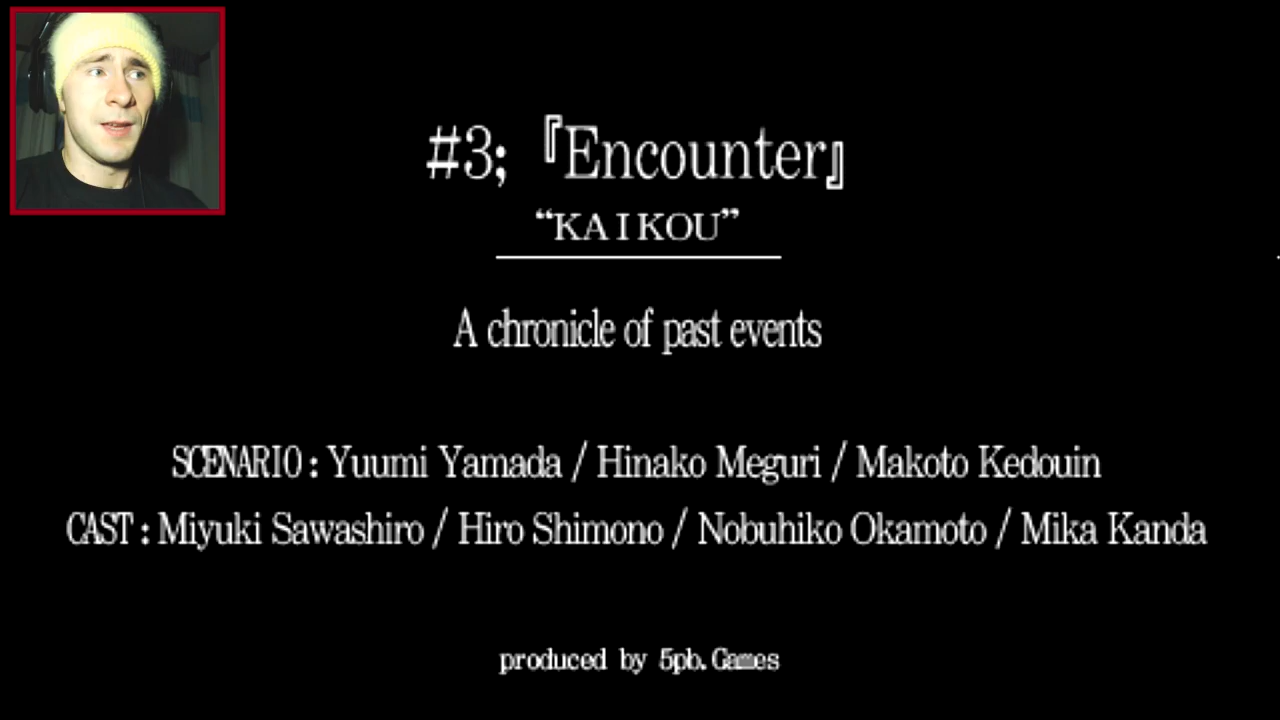 #3; 『Encounter』
“KAIKOU”
A chronicle of past events
SCENARIO : Yuumi Yamada / Hinako Meguri / Makoto Kedouin
CAST : Miyuki Sawashiro / Hiro Shimono / Nobuhiko Okamoto / Mika Kanda
produced by 5pb.Games